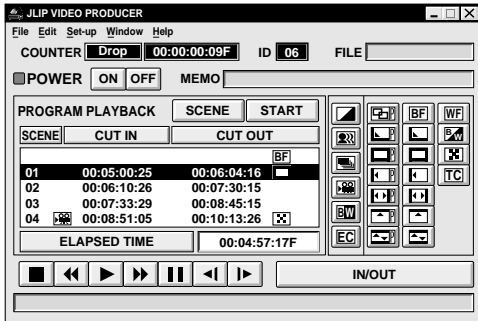 JLIP VIDEO PRODUCER
File Edit Set-up Window Help
COUNTER Drop 00:00:00:09F ID 06 FILE
POWER ON OFF MEMO
PROGRAM PLAYBACK SCENE START
SCENE CUT IN CUT OUT
BF
01 00:05:00:25 00:06:04:16
02 00:06:10:26 00:07:30:15
03 00:07:33:29 00:08:45:15
04 00:08:51:05 00:10:13:26
ELAPSED TIME 00:04:57:17F
BF WF
B/W
BW TC
EC
IN/OUT